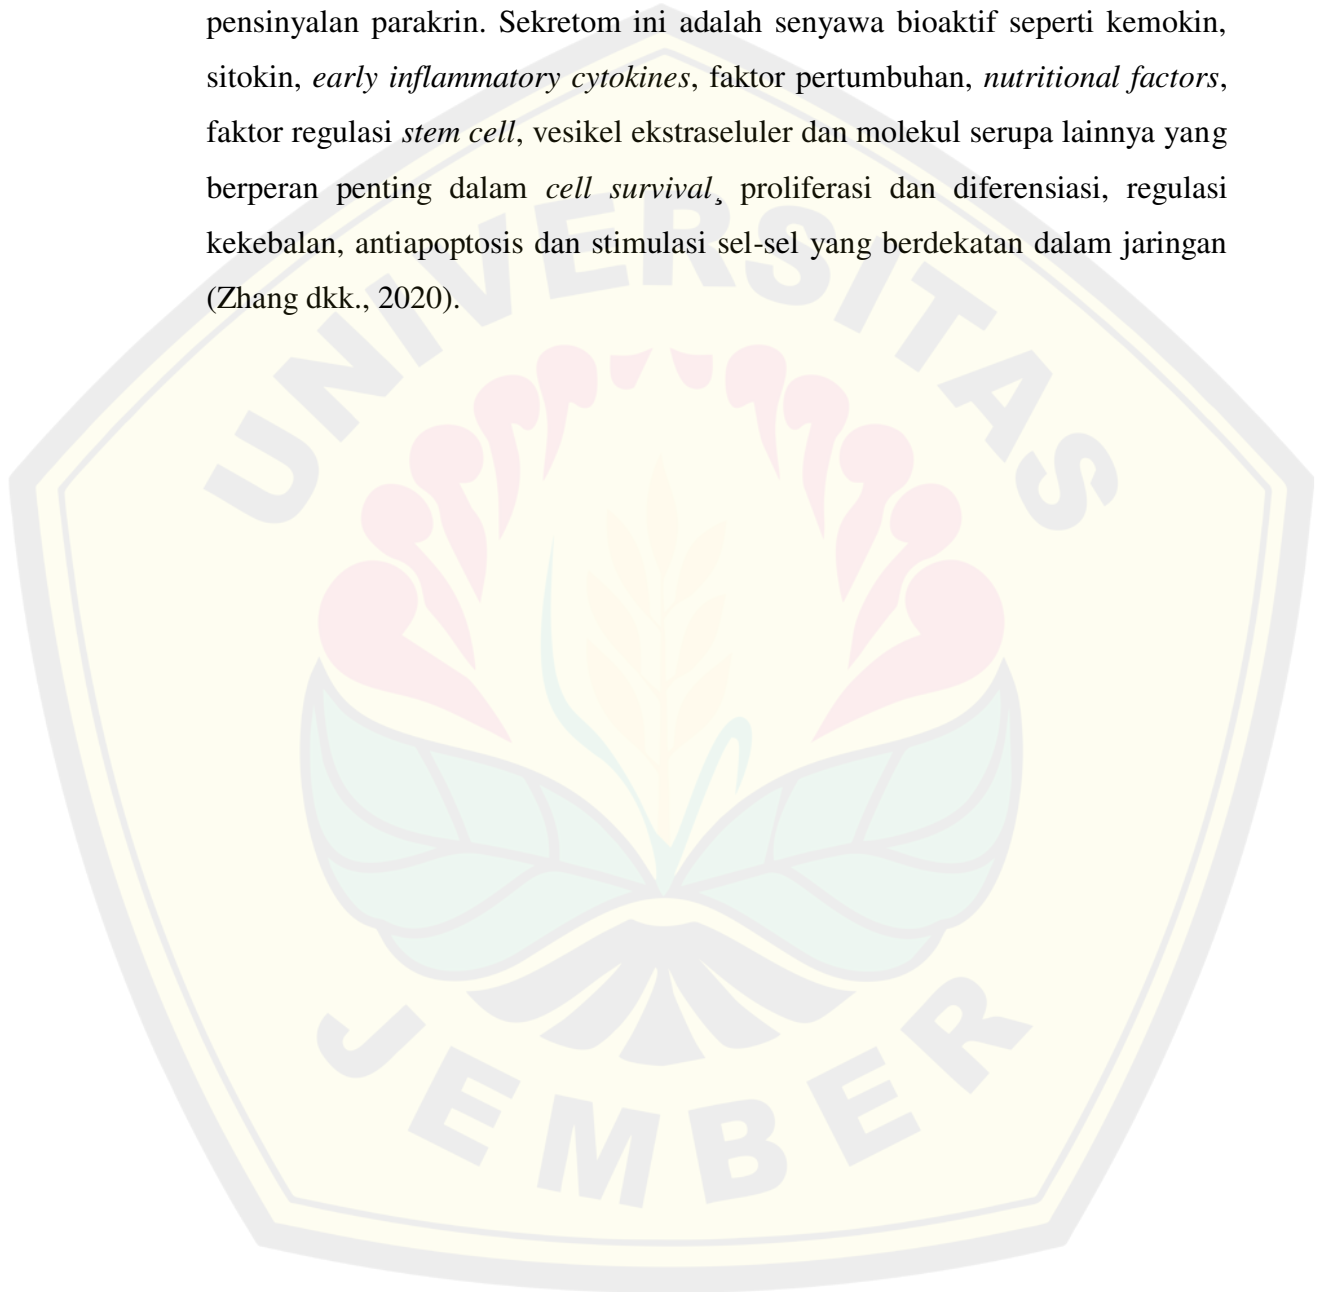 pensinyalan parakrin. Sekretom ini adalah senyawa bioaktif seperti kemokin,
sitokin, early inflammatory cytokines, faktor pertumbuhan, nutritional factors,
faktor regulasi stem cell, vesikel ekstraseluler dan molekul serupa lainnya yang
berperan penting dalam cell survival¸ proliferasi dan diferensiasi, regulasi
kekebalan, antiapoptosis dan stimulasi sel-sel yang berdekatan dalam jaringan
(Zhang dkk., 2020).
UNIVERSITAS
JEMBER